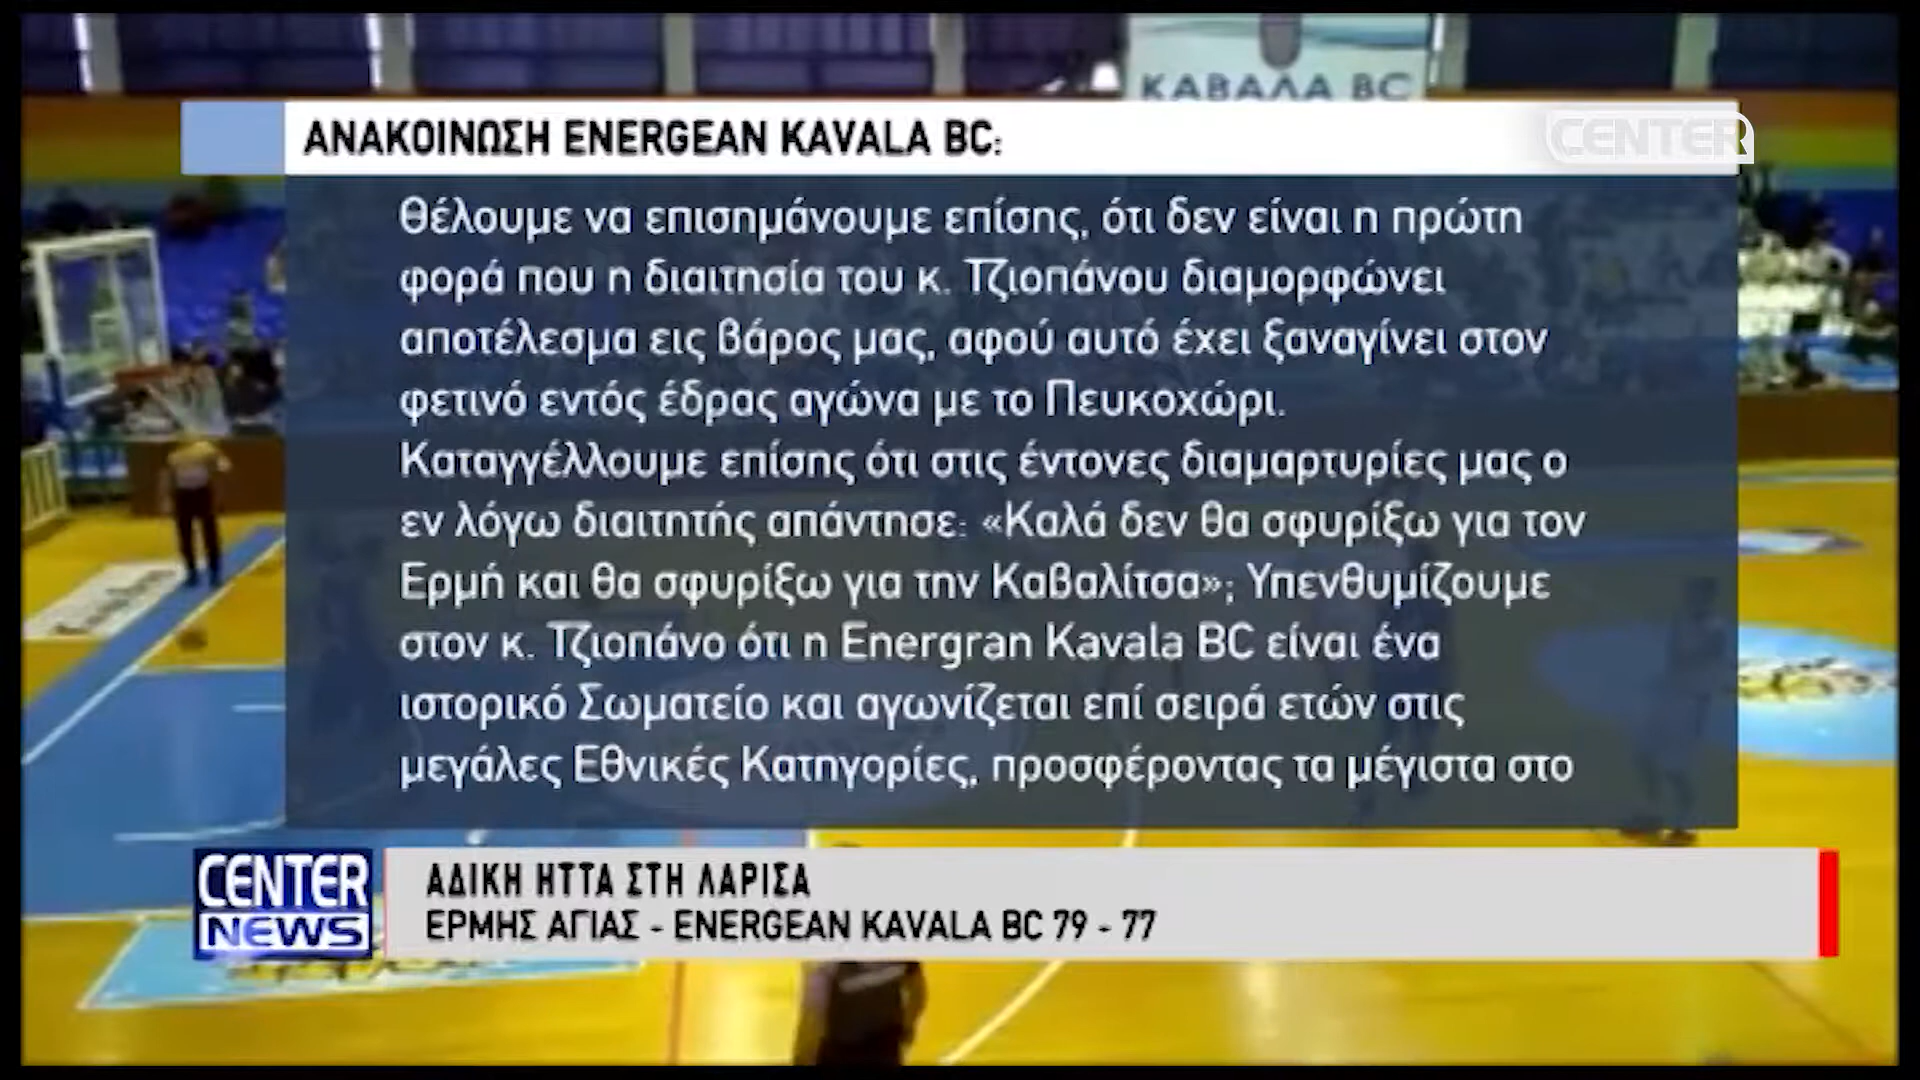 ΚΑΒΑΛΑ BC
ΑΝΑΚΟΙΝΩΣΗ ENERGEAN KAVALA BC:
CENTER
Θέλουμε να επισημάνουμε επίσης, ότι δεν είναι η πρώτη
φορά που η διαιτησία του κ. Τζιοπάνου διαμορφώνει
αποτέλεσμα εις βάρος μας, αφού αυτό έχει ξαναγίνει στον
φετινό εντός έδρας αγώνα με το Πευκοχώρι.
Καταγγέλλουμε επίσης ότι στις έντονες διαμαρτυρίες μας ο
εν λόγω διαιτητής απάντησε: «Καλά δεν θα σφυρίξω για τον
Ερμή και θα σφυρίξω για την Καβαλίτσα»; Υπενθυμίζουμε
στον κ. Τζιοπάνο ότι η Energran Kavala BC είναι ένα
ιστορικό Σωματείο και αγωνίζεται επί σειρά ετών στις
μεγάλες Εθνικές Κατηγορίες, προσφέροντας τα μέγιστα στο
CENTER
NEWS
ΑΔΙΚΗ ΗΤΤΑ ΣΤΗ ΛΑΡΙΣΑ
ΕΡΜΗΣ ΑΓΙΑΣ - ENERGEAN KAVALA BC 79 - 77